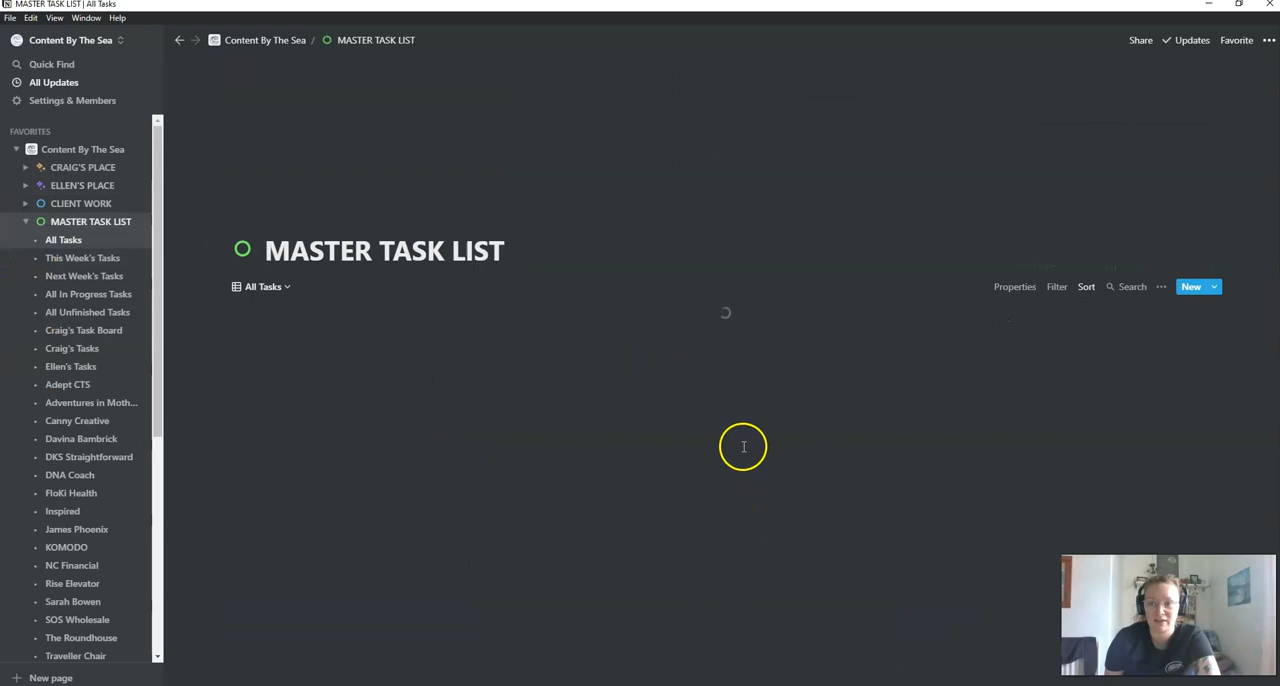 MASTER TASK LIST | All Tasks
File Edit View Window Help
Content By The Sea
Content By The Sea / MASTER TASK LIST
Share Updates Favorite
Quick Find
All Updates
Settings & Members
FAVORITES
Content By The Sea
CRAIG'S PLACE
ELLEN'S PLACE
CLIENT WORK
MASTER TASK LIST
All Tasks
This Week's Tasks
Next Week's Tasks
All In Progress Tasks
All Unfinished Tasks
Craig's Task Board
Craig's Tasks
Ellen's Tasks
Adept CTS
Adventures in Moth...
Canny Creative
Davina Bambrick
DKS Straightforward
DNA Coach
FloKi Health
Inspired
James Phoenix
KOMODO
NC Financial
Rise Elevator
Sarah Bowen
SOS Wholesale
The Roundhouse
Traveller Chair
New page
MASTER TASK LIST
All Tasks
Properties Filter Sort Search New